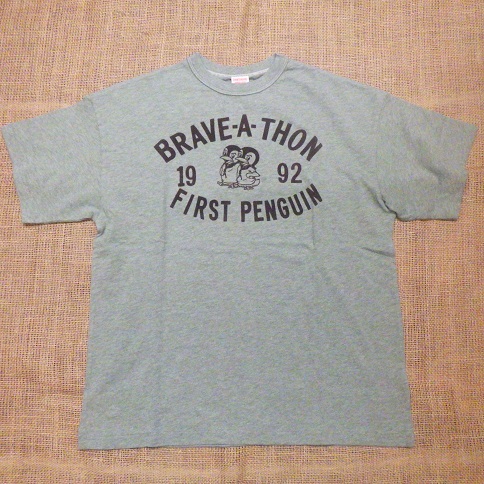 BRAVE-A-THON
19 92
FIRST PENGUIN